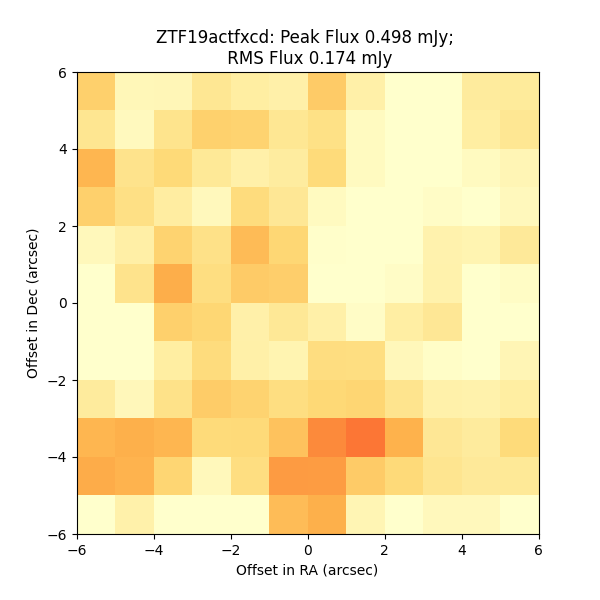 ZTF19actfxcd: Peak Flux 0.498 mJy;
RMS Flux 0.174 mJy
6
4
2
0
−2
−4
−6
Offset in Dec (arcsec)
−6 −4 −2 0 2 4 6
Offset in RA (arcsec)